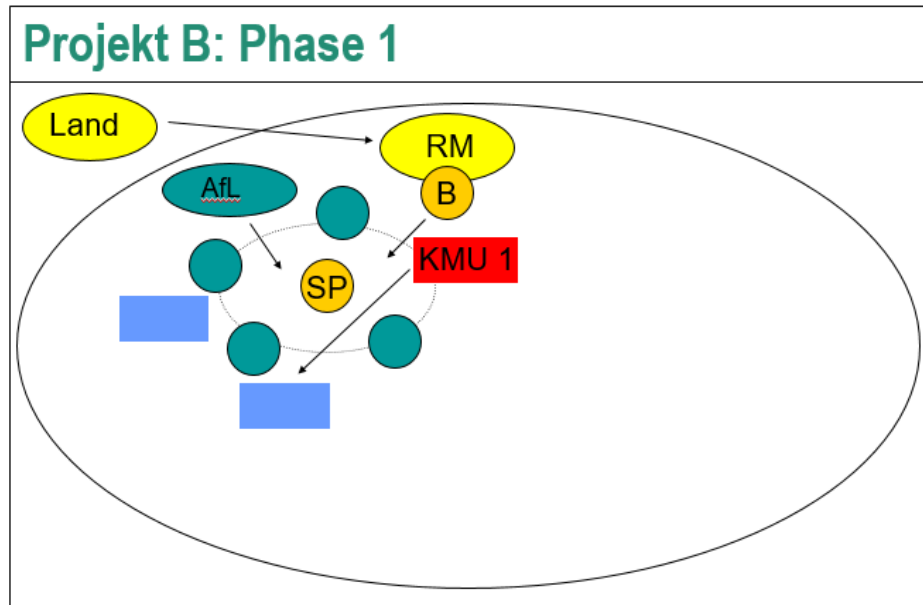 Projekt B: Phase 1
Land
RM
AfL
B
KMU 1
SP